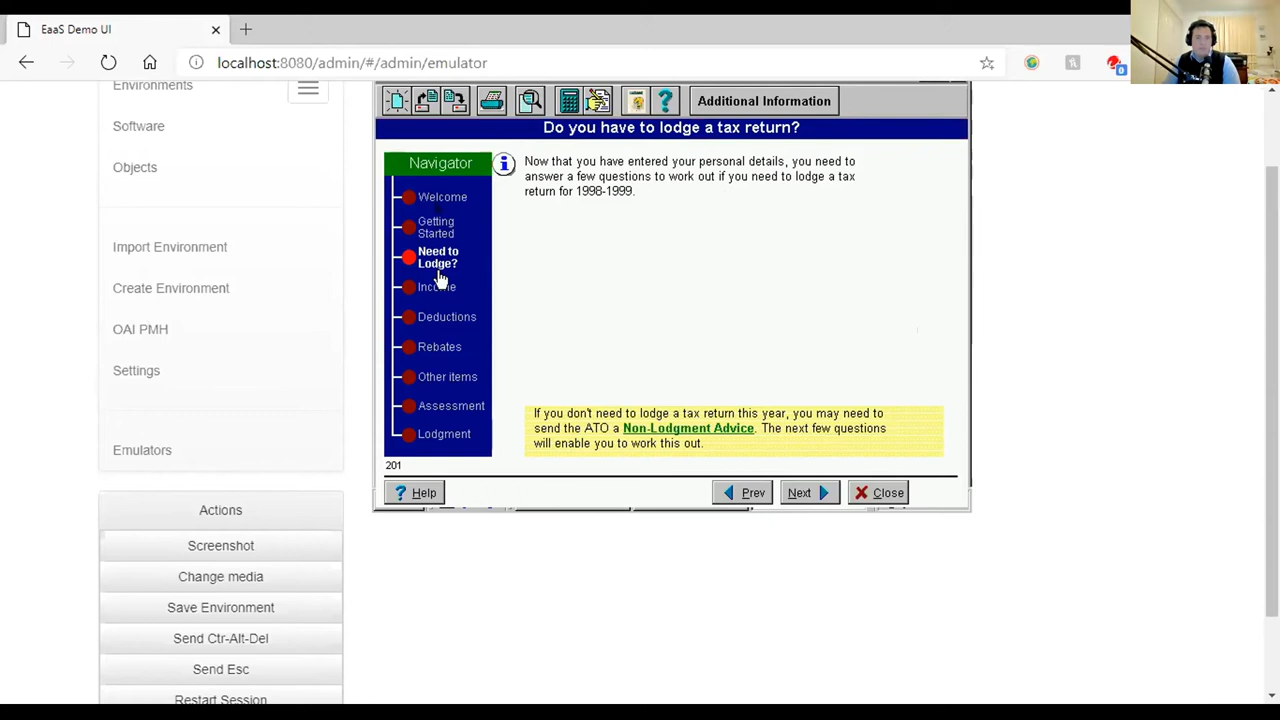 EaaS Demo UI
localhost:8080/admin/#/admin/emulator
0
Environments
Software
Objects
Import Environment
Create Environment
OAI PMH
Settings
Emulators
Actions
Screenshot
Change media
Save Environment
Send Ctr-Alt-Del
Send Esc
Restart Session
Additional Information
Do you have to lodge a tax return?
Navigator
Welcome
Getting
Started
Need to
Lodge?
Income
Deductions
Rebates
Other items
Assessment
Lodgment
201
Now that you have entered your personal details, you need to
answer a few questions to work out if you need to lodge a tax
return for 1998-1999.
If you don't need to lodge a tax return this year, you may need to
send the ATO a Non-Lodgment Advice. The next few questions
will enable you to work this out.
? Help
Prev
Next
Close